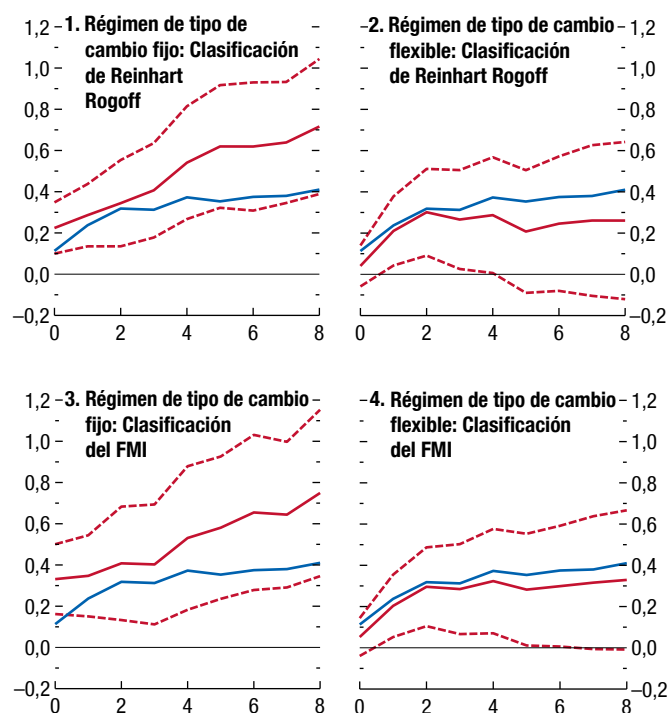 1. Régimen de tipo de
cambio fijo: Clasificación
de Reinhart
Rogoff
1,2
1,0
0,8
0,6
0,4
0,2
0,0
–0,2
0 2 4 6 8
2. Régimen de tipo de cambio
flexible: Clasificación
de Reinhart Rogoff
1,2
1,0
0,8
0,6
0,4
0,2
0,0
–0,2
0 2 4 6 8
3. Régimen de tipo de cambio
fijo: Clasificación
del FMI
1,2
1,0
0,8
0,6
0,4
0,2
0,0
–0,2
0 2 4 6 8
4. Régimen de tipo de cambio
flexible: Clasificación
del FMI
1,2
1,0
0,8
0,6
0,4
0,2
0,0
–0,2
0 2 4 6 8